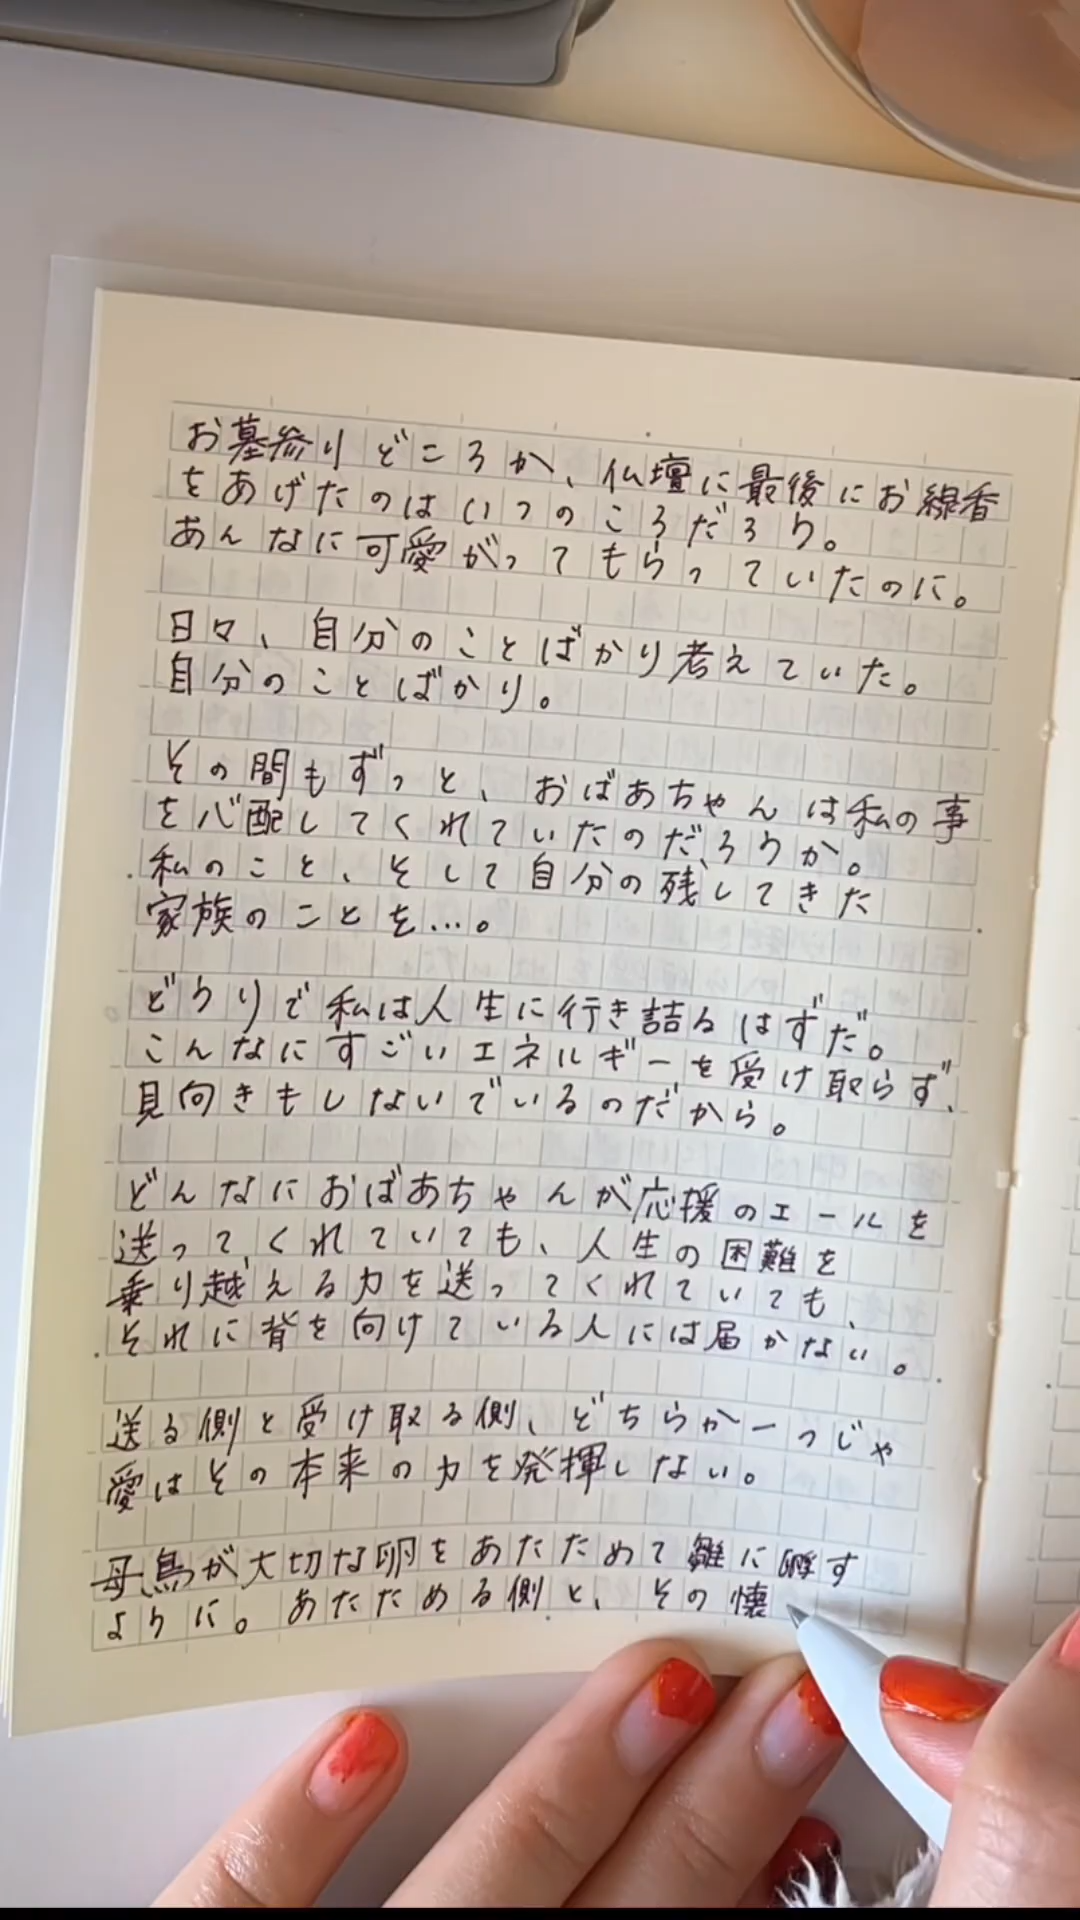 お墓参りどころか、仏壇に最後にお線香
をあげたのはいつのころだろう。
あんなに可愛がってもらっていたのに。
日々、自分のことばかり考えていた。
自分のことばかり。
その間もずっと、おばあちゃんは私の事
を心配してくれていたのだろうか。
私のこと、そして自分の残してきた
家族のことを…。
どうりで私は人生に行き詰るはずだ。
こんなにすごいエネルギーを受け取らず、
見向きもしないでいるのだから。
どんなにおばあちゃんが応援のエールを
送ってくれていても、人生の困難を
乗り越える力を送ってくれていても、
それに背を向けている人には届かない。
送る側と受け取る側、どちらか一つじゃ
愛はその本来の力を発揮しない。
母鳥が大切な卵をあたためて雛に孵す
ように。あたためる側と、その懐